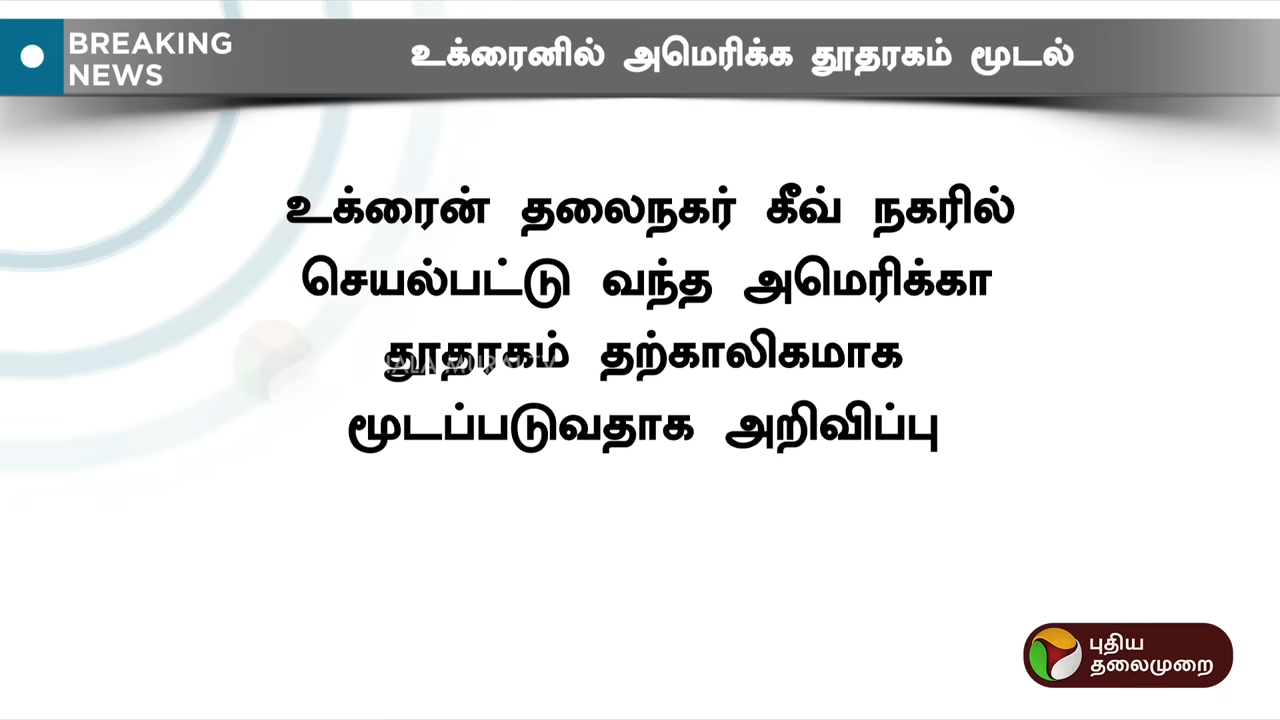 BREAKING
NEWS
உக்ரைனில் அமெரிக்க தூதரகம் மூடல்
உக்ரைன் தலைநகர் கீவ் நகரில்
செயல்பட்டு வந்த அமெரிக்கா
தூதரகம் தற்காலிகமாக
மூடப்படுவதாக அறிவிப்பு
புதிய
தலைமுறை